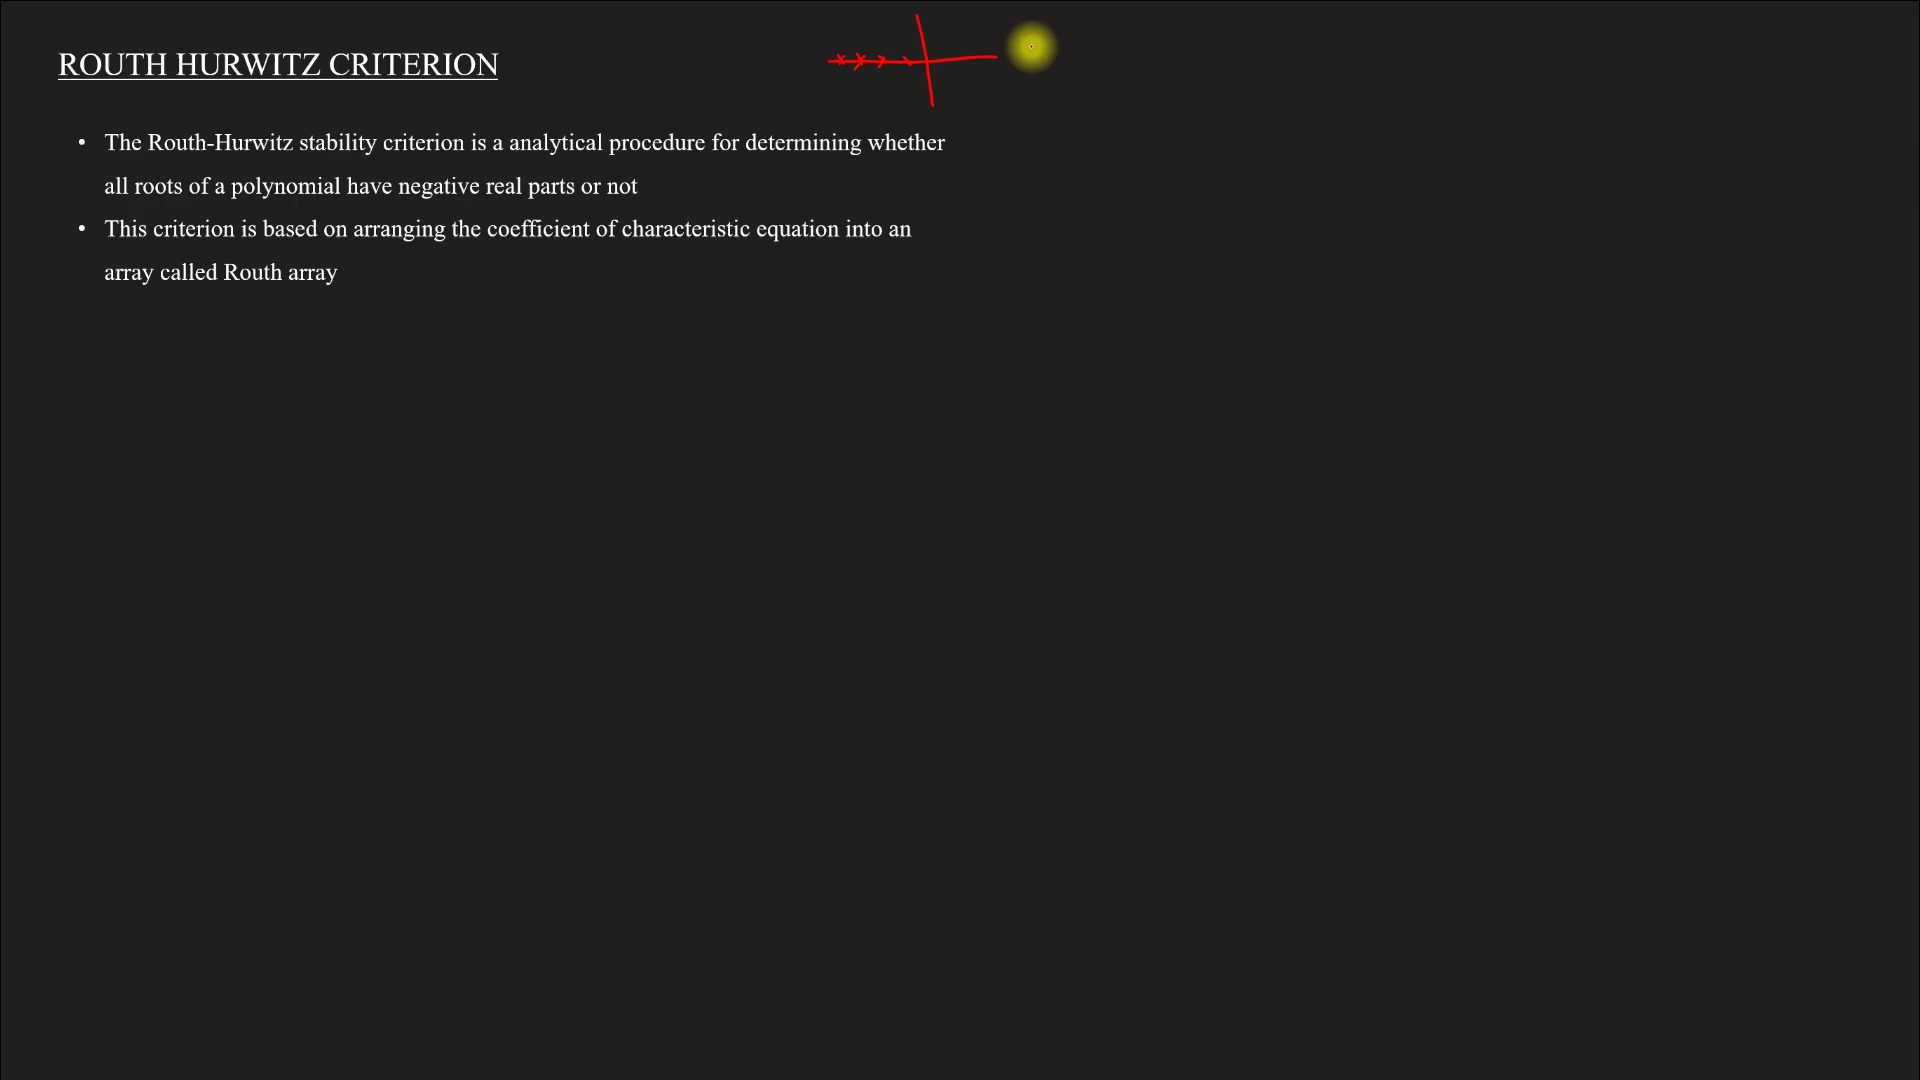 ROUTH HURWITZ CRITERION
• The Routh-Hurwitz stability criterion is a analytical procedure for determining whether
all roots of a polynomial have negative real parts or not
• This criterion is based on arranging the coefficient of characteristic equation into an
array called Routh array